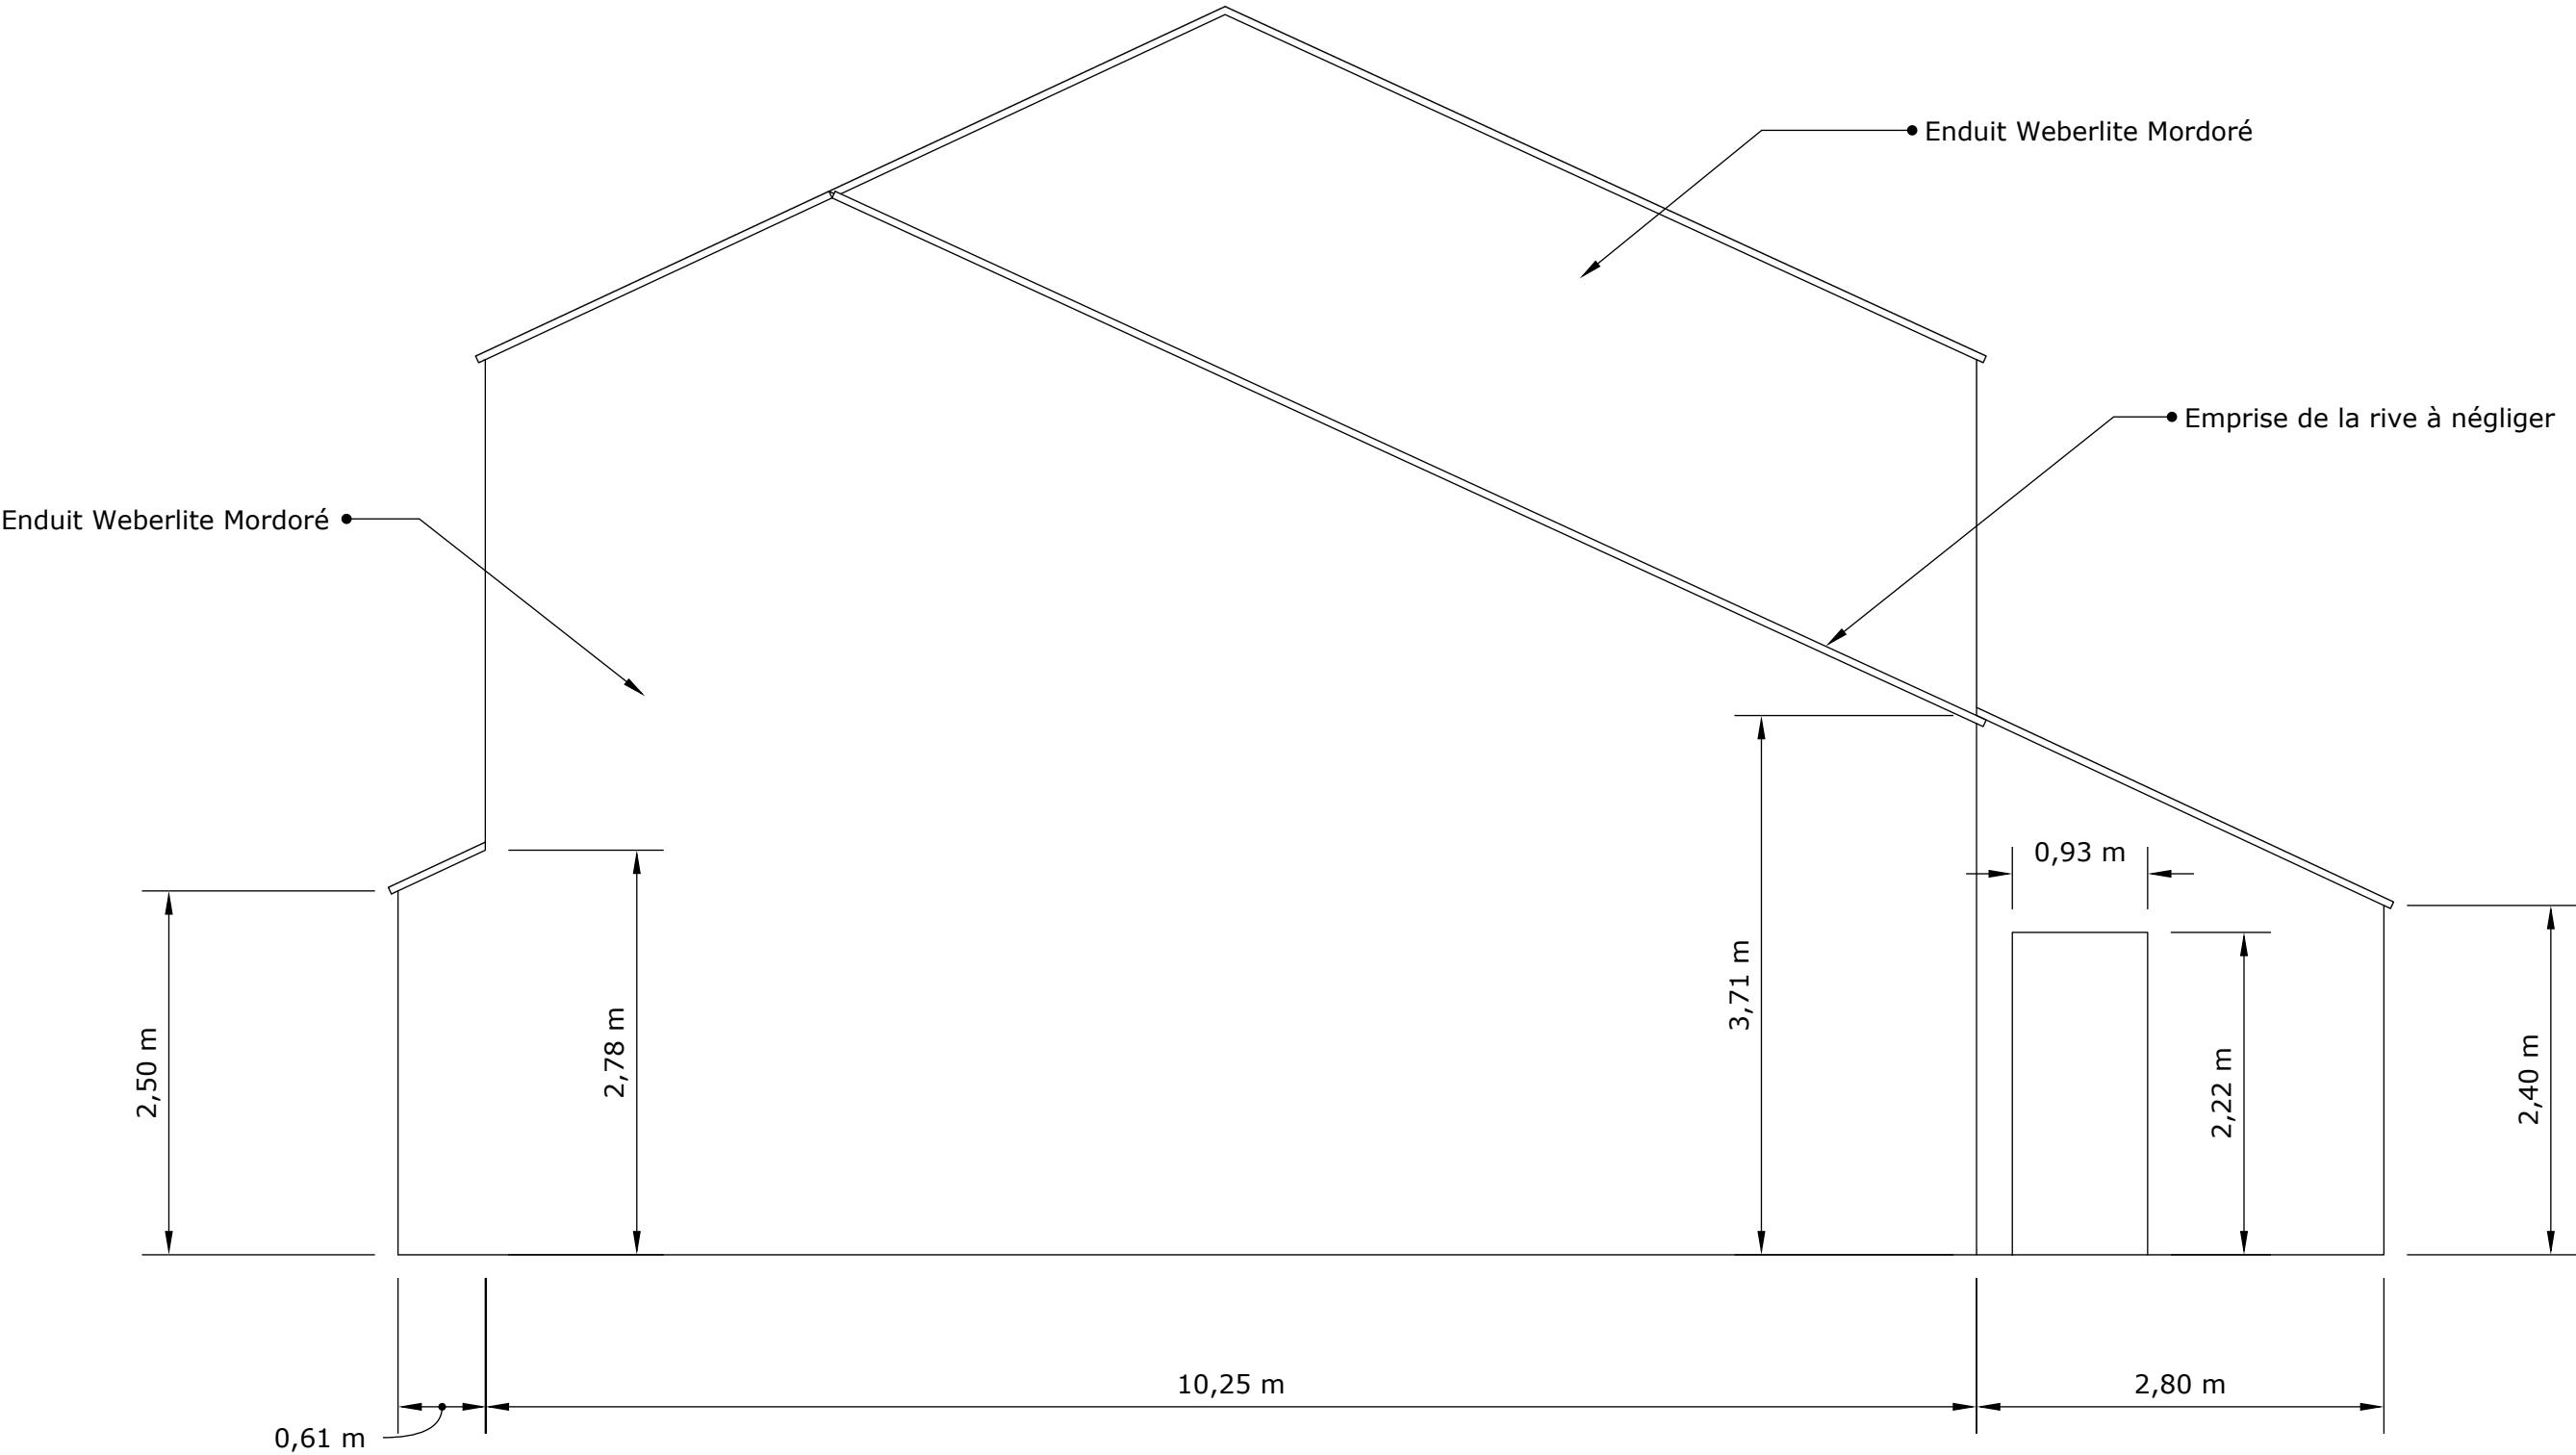 Enduit Weberlite Mordoré
Emprise de la rive à négliger
Enduit Weberlite Mordoré
0,93 m
3,71 m
2,78 m
2,50 m
2,22 m
2,40 m
10,25 m
2,80 m
0,61 m